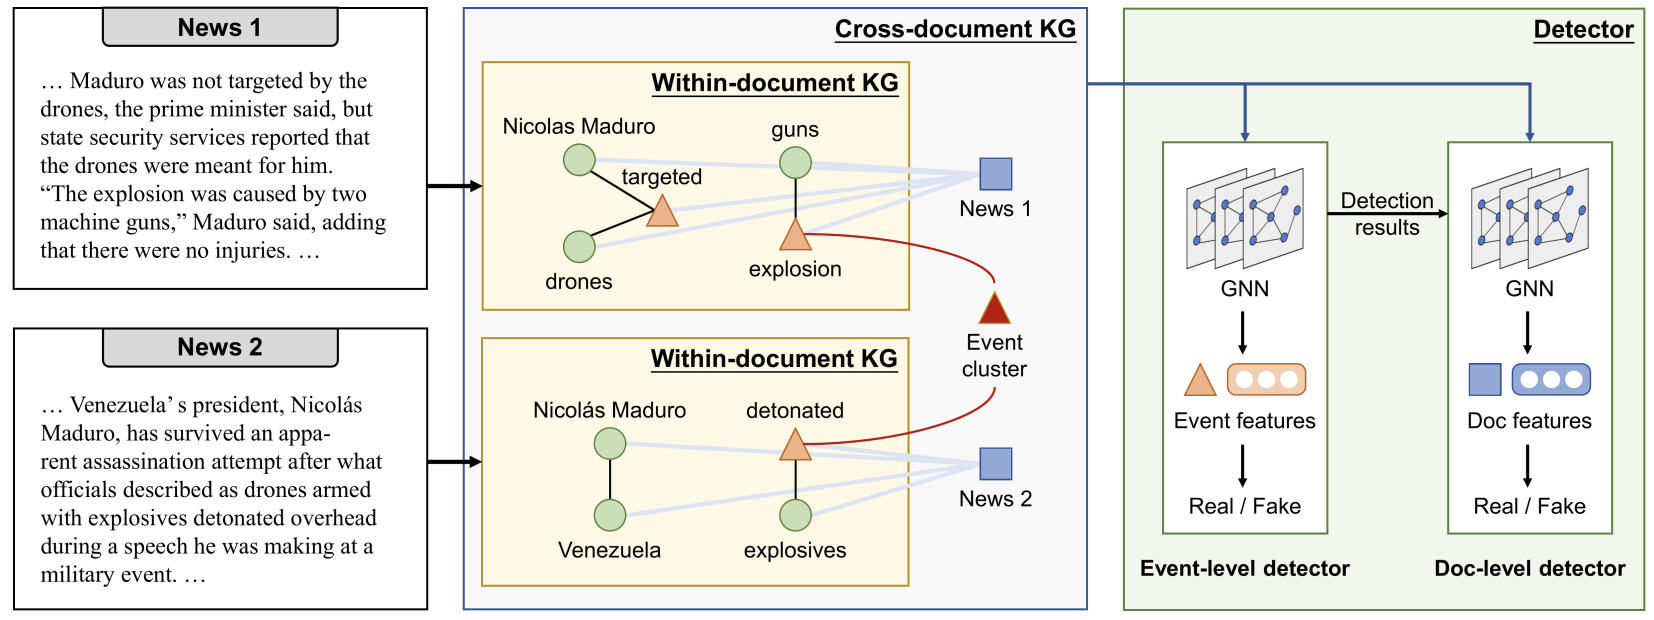 News 1
… Maduro was not targeted by the
drones, the prime minister said, but
state security services reported that
the drones were meant for him.
“The explosion was caused by two
machine guns,” Maduro said, adding
that there were no injuries. …
News 2
… Venezuela’ s president, Nicolás
Maduro, has survived an appa-
rent assassination attempt after what
officials described as drones armed
with explosives detonated overhead
during a speech he was making at a
military event. …
Cross-document KG
Within-document KG
Nicolas Maduro
guns
targeted
drones
explosion
News 1
Event
cluster
Within-document KG
Nicolás Maduro
detonated
Venezuela
explosives
News 2
Detector
GNN
Event features
Real / Fake
Event-level detector
Detection
results
GNN
Doc features
Real / Fake
Doc-level detector